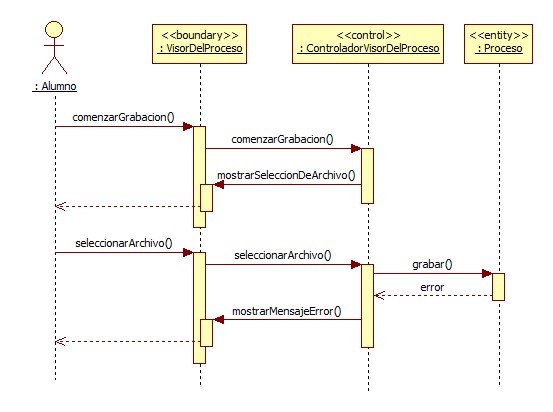 <<boundary>>
: VisorDelProceso
<<control>>
: ControladorVisorDelProceso
<<entity>>
: Proceso
: Alumno
comenzarGrabacion()
comenzarGrabacion()
mostrarSeleccionDeArchivo()
seleccionarArchivo()
seleccionarArchivo()
grabar()
error
mostrarMensajeError()